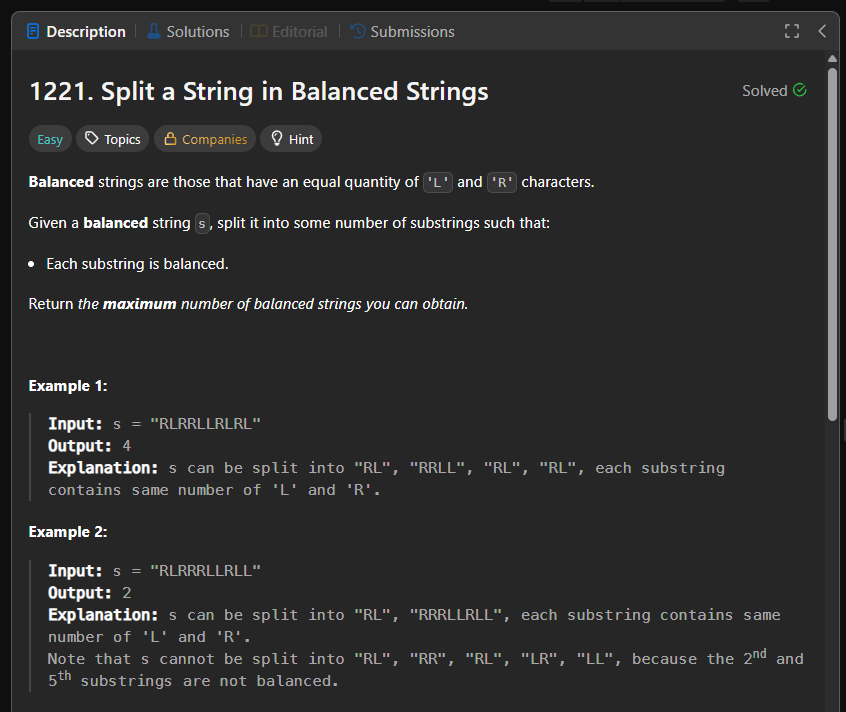 Description Solutions Editorial Submissions
1221. Split a String in Balanced Strings
Solved
Easy Topics Companies Hint
Balanced strings are those that have an equal quantity of 'L' and 'R' characters.
Given a balanced string s, split it into some number of substrings such that:
• Each substring is balanced.
Return the maximum number of balanced strings you can obtain.
Example 1:
Input: s = "RLRRLLRLRL"
Output: 4
Explanation: s can be split into "RL", "RRLL", "RL", "RL", each substring
contains same number of 'L' and 'R'.
Example 2:
Input: s = "RLRRRLLRLL"
Output: 2
Explanation: s can be split into "RL", "RRRLLRLL", each substring contains same
number of 'L' and 'R'.
Note that s cannot be split into "RL", "RR", "RL", "LR", "LL", because the 2nd and
5th substrings are not balanced.